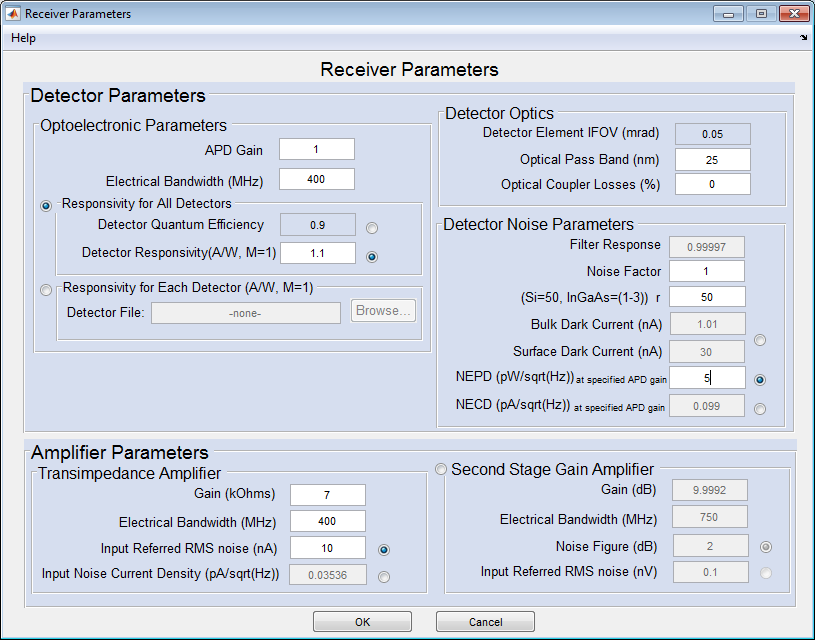 Receiver Parameters
Help
Receiver Parameters
Detector Parameters
Optoelectronic Parameters
APD Gain 1
Electrical Bandwidth (MHz) 400
Responsivity for All Detectors
Detector Quantum Efficiency 0.9
Detector Responsivity(A/W, M=1) 1.1
Responsivity for Each Detector (A/W, M=1)
Detector File: -none- Browse...
Detector Optics
Detector Element IFOV (mrad) 0.05
Optical Pass Band (nm) 25
Optical Coupler Losses (%) 0
Detector Noise Parameters
Filter Response 0.99997
Noise Factor 1
(Si=50, InGaAs=(1-3)) r 50
Bulk Dark Current (nA) 1.01
Surface Dark Current (nA) 30
NEPD (pW/sqrt(Hz)) at specified APD gain 5
NECD (pA/sqrt(Hz)) at specified APD gain 0.099
Amplifier Parameters
Transimpedance Amplifier
Gain (kOhms) 7
Electrical Bandwidth (MHz) 400
Input Referred RMS noise (nA) 10
Input Noise Current Density (pA/sqrt(Hz)) 0.03536
Second Stage Gain Amplifier
Gain (dB) 9.9992
Electrical Bandwidth (MHz) 750
Noise Figure (dB) 2
Input Referred RMS noise (nV) 0.1
OK Cancel